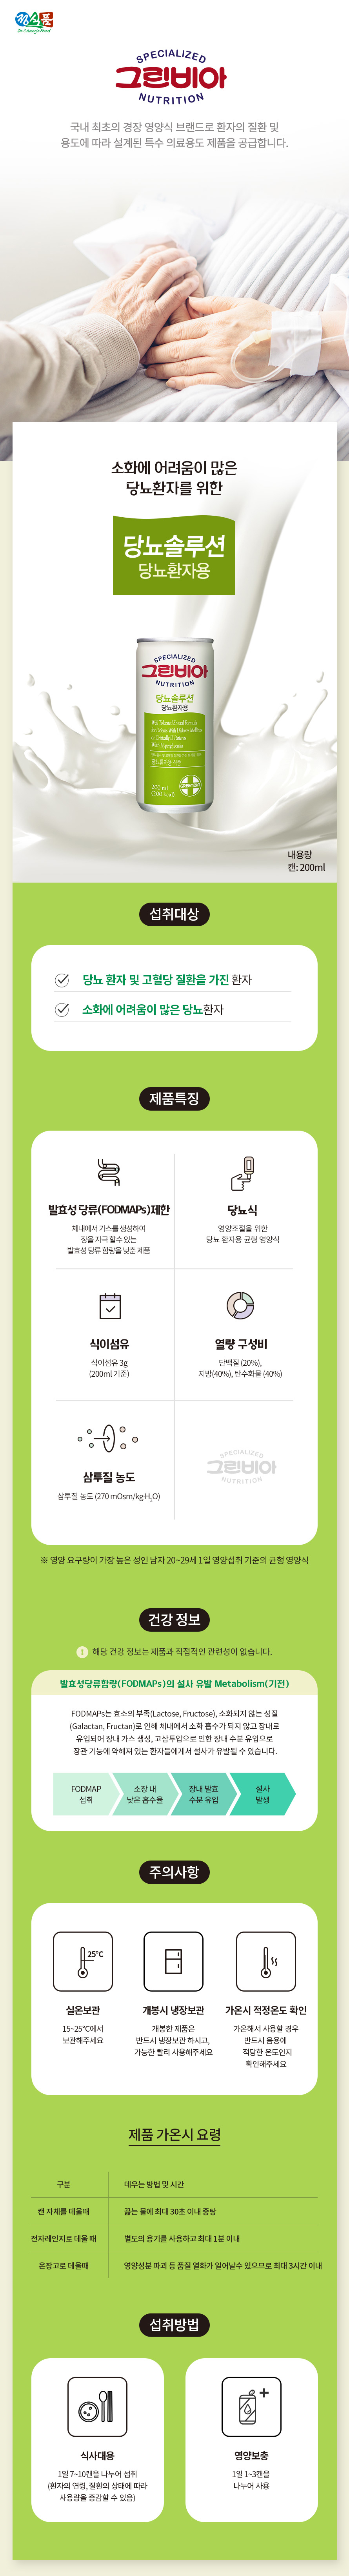 정식품
Dr.Chung's Food
SPECIALIZED
그린비아
NUTRITION
국내 최초의 경장 영양식 브랜드로 환자의 질환 및
용도에 따라 설계된 특수 의료용도 제품을 공급합니다.
소화에 어려움이 많은
당뇨환자를 위한
당뇨솔루션
당뇨환자용
SPECIALIZED
그린비아
NUTRITION
당뇨솔루션
당뇨환자용
Well Tolerated Enteral Formula
for Patients With Diabetes Mellitus
or Critically Ill Patients
With Hyperglycemia
당뇨환자용 식품
200 ml
(200 kcal)
내용량
캔: 200ml
섭취대상
당뇨 환자 및 고혈당 질환을 가진 환자
소화에 어려움이 많은 당뇨환자
제품특징
발효성 당류(FODMAPs)제한
체내에서 가스를 생성하여
장을 자극 할수 있는
발효성 당류 함량을 낮춘 제품
당뇨식
영양조절을 위한
당뇨 환자용 균형 영양식
식이섬유
식이섬유 3g
(200ml 기준)
열량 구성비
단백질 (20%),
지방(40%), 탄수화물 (40%)
삼투질 농도
삼투질 농도 (270 mOsm/kg·H₂O)
SPECIALIZED
그린비아
NUTRITION
※ 영양 요구량이 가장 높은 성인 남자 20~29세 1일 영양섭취 기준의 균형 영양식
건강 정보
! 해당 건강 정보는 제품과 직접적인 관련성이 없습니다.
발효성당류함량(FODMAPs)의 설사 유발 Metabolism(기전)
FODMAPs는 효소의 부족(Lactose, Fructose), 소화되지 않는 성질
(Galactan, Fructan)로 인해 체내에서 소화 흡수가 되지 않고 장내로
유입되어 장내 가스 생성, 고삼투압으로 인한 장내 수분 유입으로
장관 기능에 약해져 있는 환자들에게서 설사가 유발될 수 있습니다.
FODMAP
섭취
소장 내
낮은 흡수율
장내 발효
수분 유입
설사
발생
주의사항
25℃
실온보관
15~25℃에서
보관해주세요
개봉시 냉장보관
개봉한 제품은
반드시 냉장보관 하시고,
가능한 빨리 사용해주세요
가온시 적정온도 확인
가온해서 사용할 경우
반드시 음용에
적당한 온도인지
확인해주세요
제품 가온시 요령
구분
데우는 방법 및 시간
캔 자체를 데울때
끓는 물에 최대 30초 이내 중탕
전자레인지로 데울 때
별도의 용기를 사용하고 최대 1분 이내
온장고로 데울때
영양성분 파괴 등 품질 열화가 일어날수 있으므로 최대 3시간 이내
섭취방법
식사대용
1일 7~10캔을 나누어 섭취
(환자의 연령, 질환의 상태에 따라
사용량을 증감할 수 있음)
영양보충
1일 1~3캔을
나누어 사용